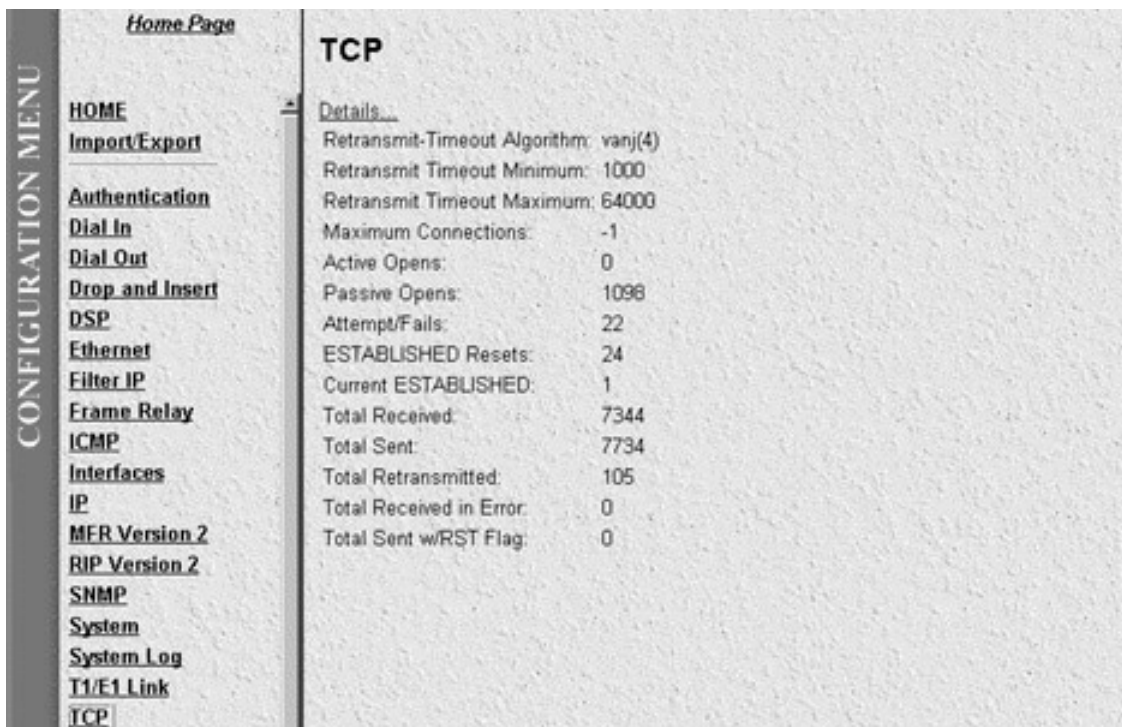 CONFIGURATION MENU
Home Page
HOME
Import/Export
Authentication
Dial In
Dial Out
Drop and Insert
DSP
Ethernet
Filter IP
Frame Relay
ICMP
Interfaces
IP
MFR Version 2
RIP Version 2
SNMP
System
System Log
T1/E1 Link
TCP
TCP
Details...
Retransmit-Timeout Algorithm: vanj(4)
Retransmit Timeout Minimum: 1000
Retransmit Timeout Maximum: 64000
Maximum Connections: -1
Active Opens: 0
Passive Opens: 1098
Attempt/Fails: 22
ESTABLISHED Resets: 24
Current ESTABLISHED: 1
Total Received: 7344
Total Sent: 7734
Total Retransmitted: 105
Total Received in Error: 0
Total Sent w/RST Flag: 0